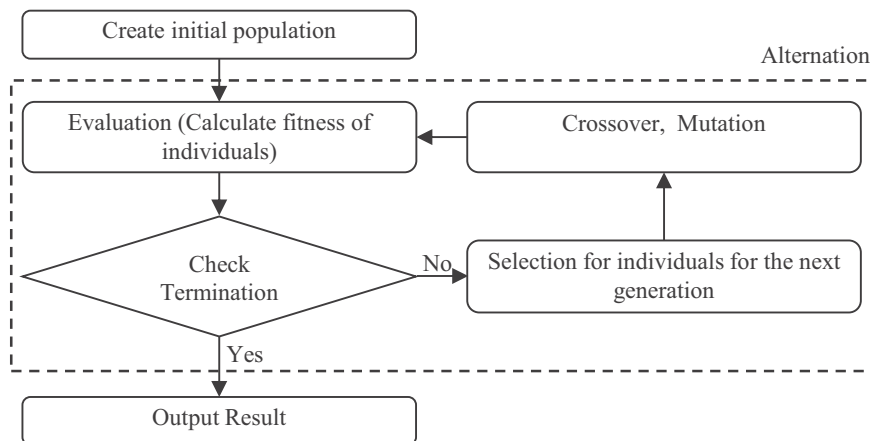 Create initial population
Alternation
Evaluation (Calculate fitness of
individuals)
Crossover, Mutation
Check
Termination
No
Selection for individuals for the next
generation
Yes
Output Result